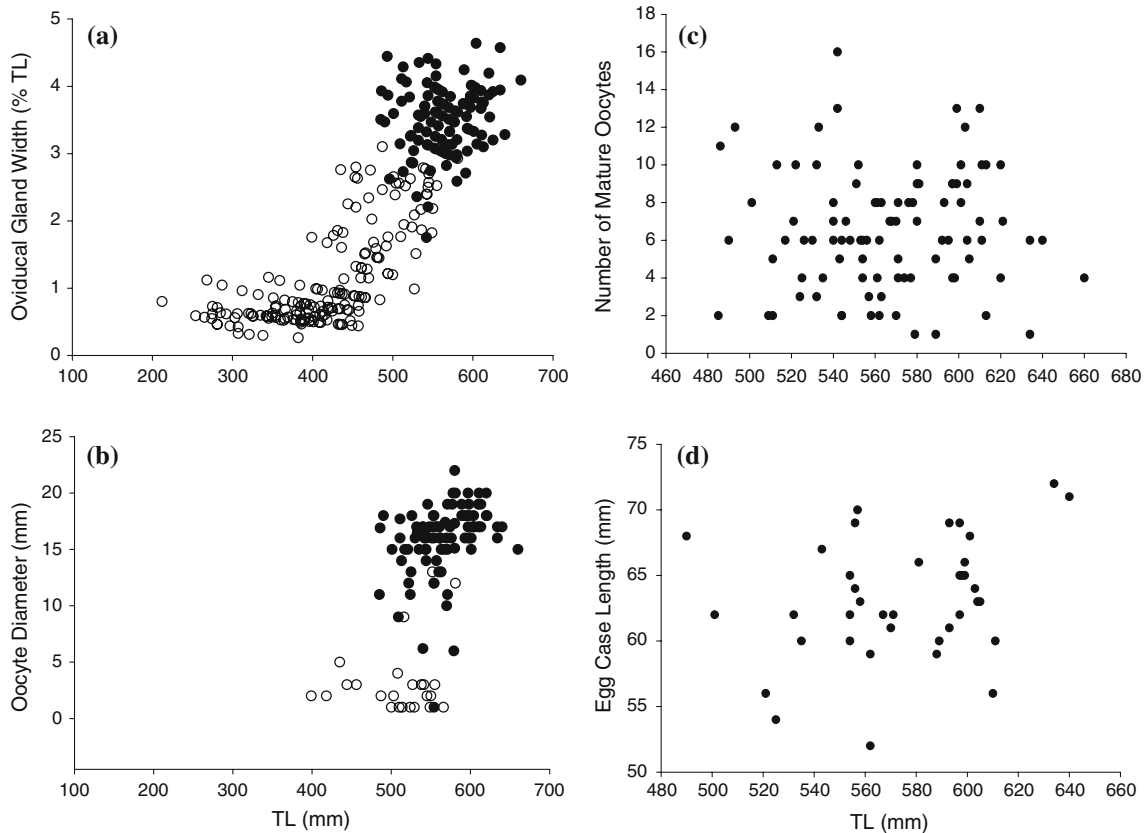 (a)
Oviducal Gland Width (% TL)
5
4
3
2
1
0
100 200 300 400 500 600 700
(c)
Number of Mature Oocytes
18
16
14
12
10
8
6
4
2
0
460 480 500 520 540 560 580 600 620 640 660 680
(b)
Oocyte Diameter (mm)
25
20
15
10
5
0
100 200 300 400 500 600 700
TL (mm)
(d)
Egg Case Length (mm)
75
70
65
60
55
50
480 500 520 540 560 580 600 620 640 660
TL (mm)